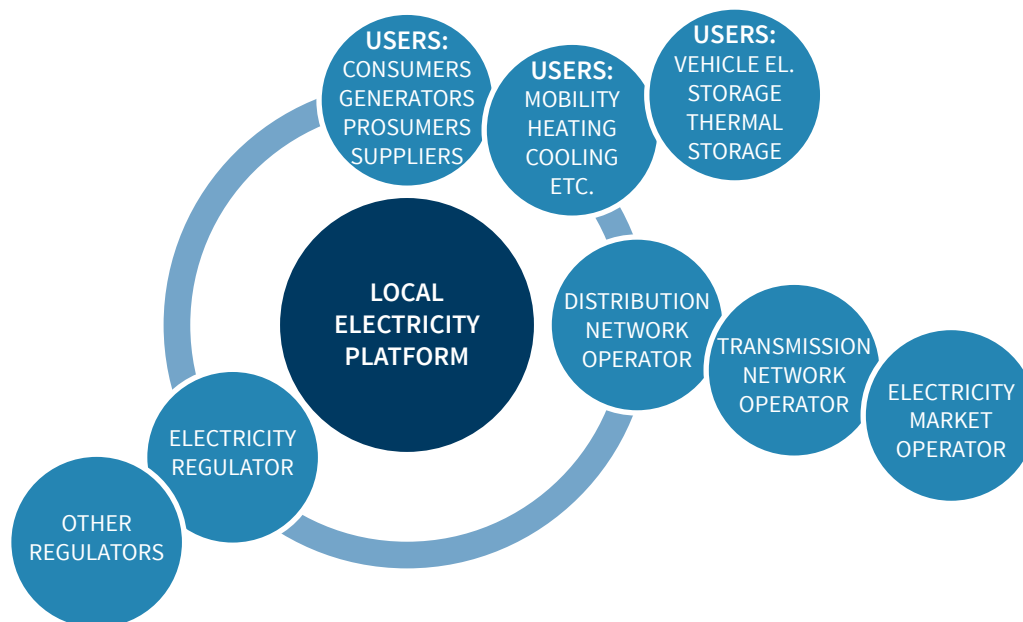 USERS:
CONSUMERS
GENERATORS
PROSUMERS
SUPPLIERS
USERS:
MOBILITY
HEATING
COOLING
ETC.
USERS:
VEHICLE EL.
STORAGE
THERMAL
STORAGE
LOCAL
ELECTRICITY
PLATFORM
DISTRIBUTION
NETWORK
OPERATOR
TRANSMISSION
NETWORK
OPERATOR
ELECTRICITY
MARKET
OPERATOR
ELECTRICITY
REGULATOR
OTHER
REGULATORS